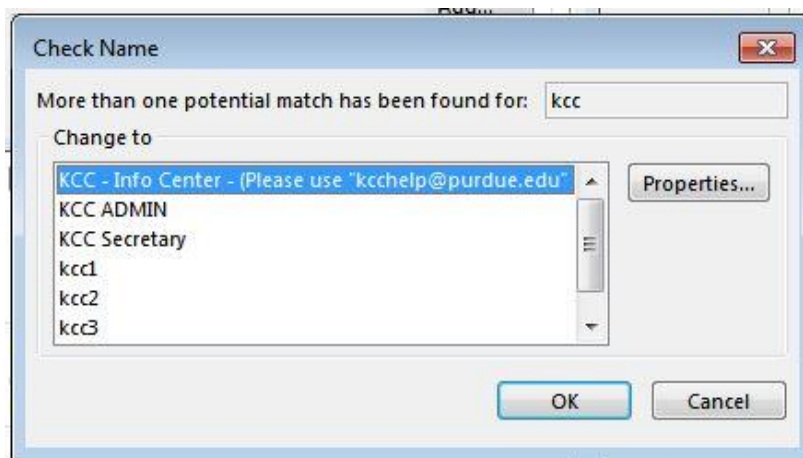 Add...
Check Name
More than one potential match has been found for: kcc
Change to
KCC - Info Center - (Please use "kcchelp@purdue.edu"
Properties...
KCC ADMIN
KCC Secretary
kcc1
kcc2
kcc3
OK Cancel